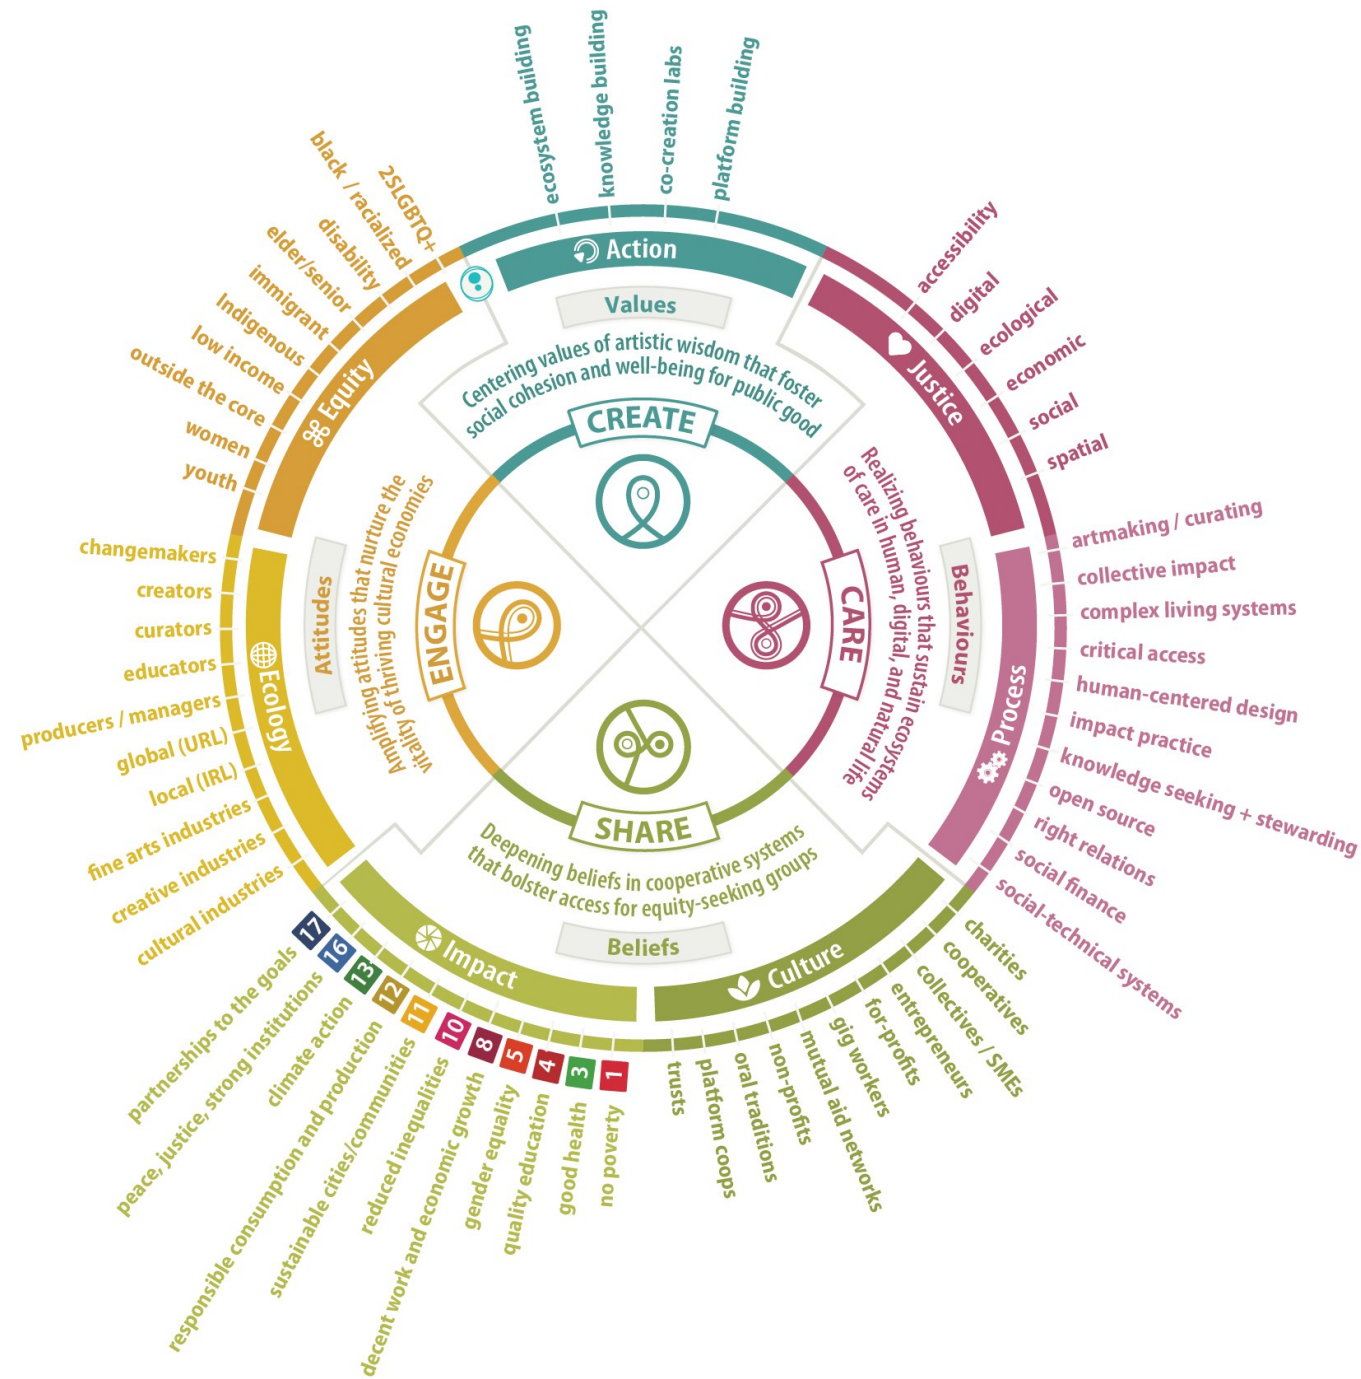 ecosystem building
knowledge building
co-creation labs
platform building
Action
Values
Centering values of artistic wisdom that foster
social cohesion and well-being for public good
CREATE
accessibility
digital
ecological
economic
social
spatial
Justice
artmaking / curating
collective impact
complex living systems
critical access
human-centered design
impact practice
knowledge seeking + stewarding
open source
right relations
social finance
social-technical systems
Process
Behaviours
Realizing behaviours that sustain ecosystems
of care in human, digital, and natural life
CARE
charities
cooperatives
collectives / SMEs
entrepreneurs
for-profits
gig workers
mutual aid networks
non-profits
oral traditions
platform coops
trusts
Culture
Beliefs
Deepening beliefs in cooperative systems
that bolster access for equity-seeking groups
SHARE
Impact
1
no poverty
3
good health
4
quality education
5
gender equality
8
decent work and economic growth
10
reduced inequalities
11
sustainable cities/communities
12
responsible consumption and production
13
climate action
16
peace, justice, strong institutions
17
partnerships to the goals
cultural industries
creative industries
fine arts industries
local (IRL)
global (URL)
producers / managers
educators
curators
creators
changemakers
Ecology
Attitudes
Amplifying attitudes that nurture the
vitality of thriving cultural economies
ENGAGE
youth
women
outside the core
low income
Indigenous
immigrant
elder/senior
disability
black / racialized
2SLGBTQ+
Equity